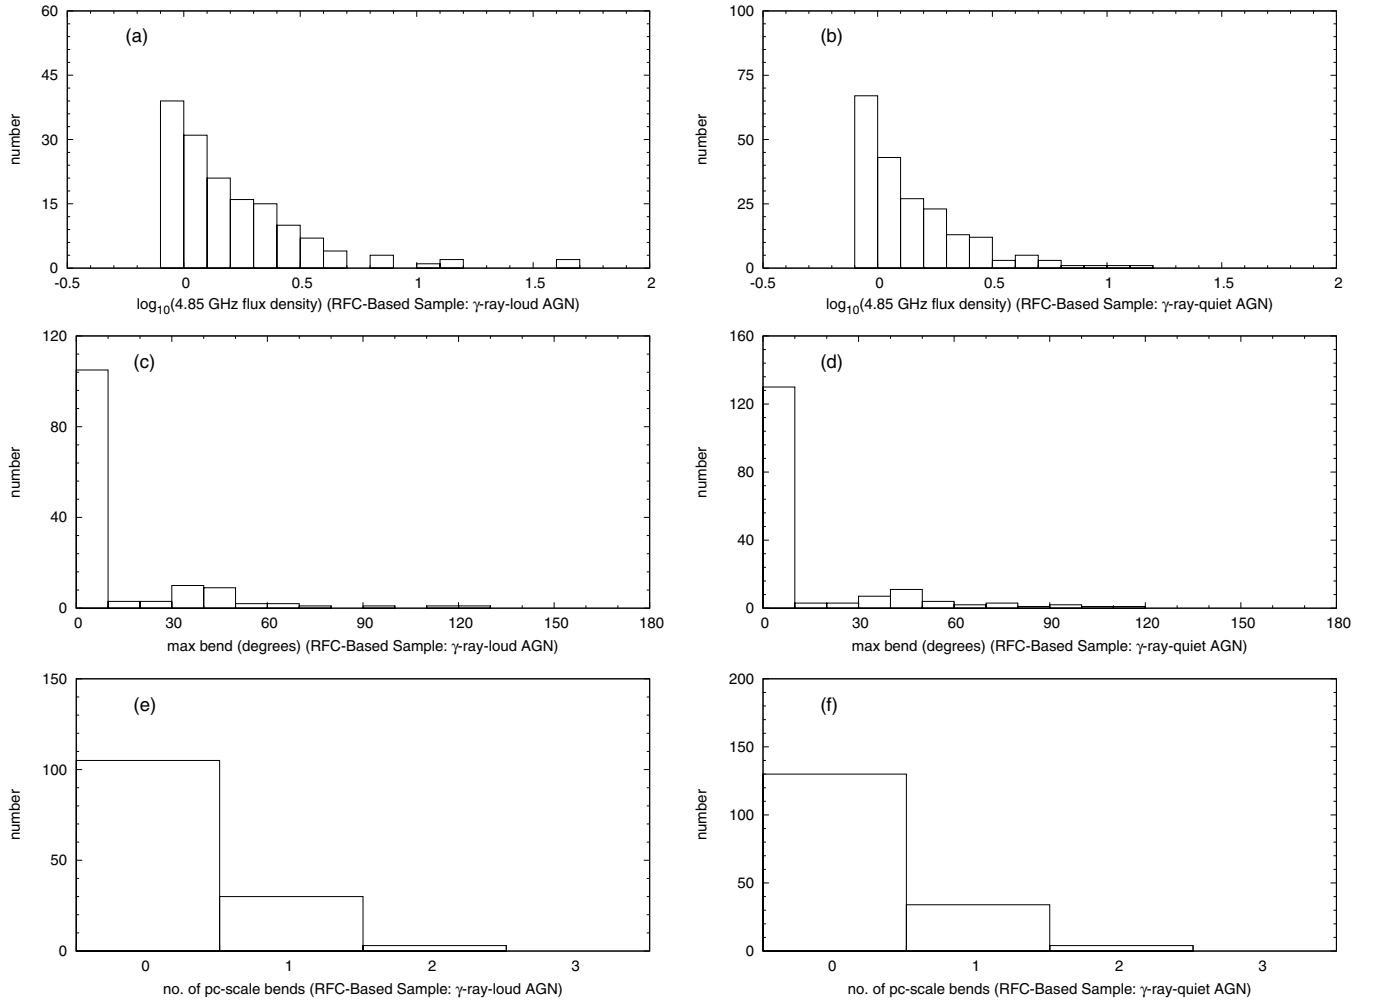 (a)
60
45
30
15
0
number
-0.5 0 0.5 1 1.5 2
log10(4.85 GHz flux density) (RFC-Based Sample: γ-ray-loud AGN)
(b)
100
75
50
25
0
number
-0.5 0 0.5 1 1.5 2
log10(4.85 GHz flux density) (RFC-Based Sample: γ-ray-quiet AGN)
(c)
120
80
40
0
number
0 30 60 90 120 150 180
max bend (degrees) (RFC-Based Sample: γ-ray-loud AGN)
(d)
160
120
80
40
0
number
0 30 60 90 120 150 180
max bend (degrees) (RFC-Based Sample: γ-ray-quiet AGN)
(e)
150
100
50
0
number
0 1 2 3
no. of pc-scale bends (RFC-Based Sample: γ-ray-loud AGN)
(f)
200
150
100
50
0
number
0 1 2 3
no. of pc-scale bends (RFC-Based Sample: γ-ray-quiet AGN)